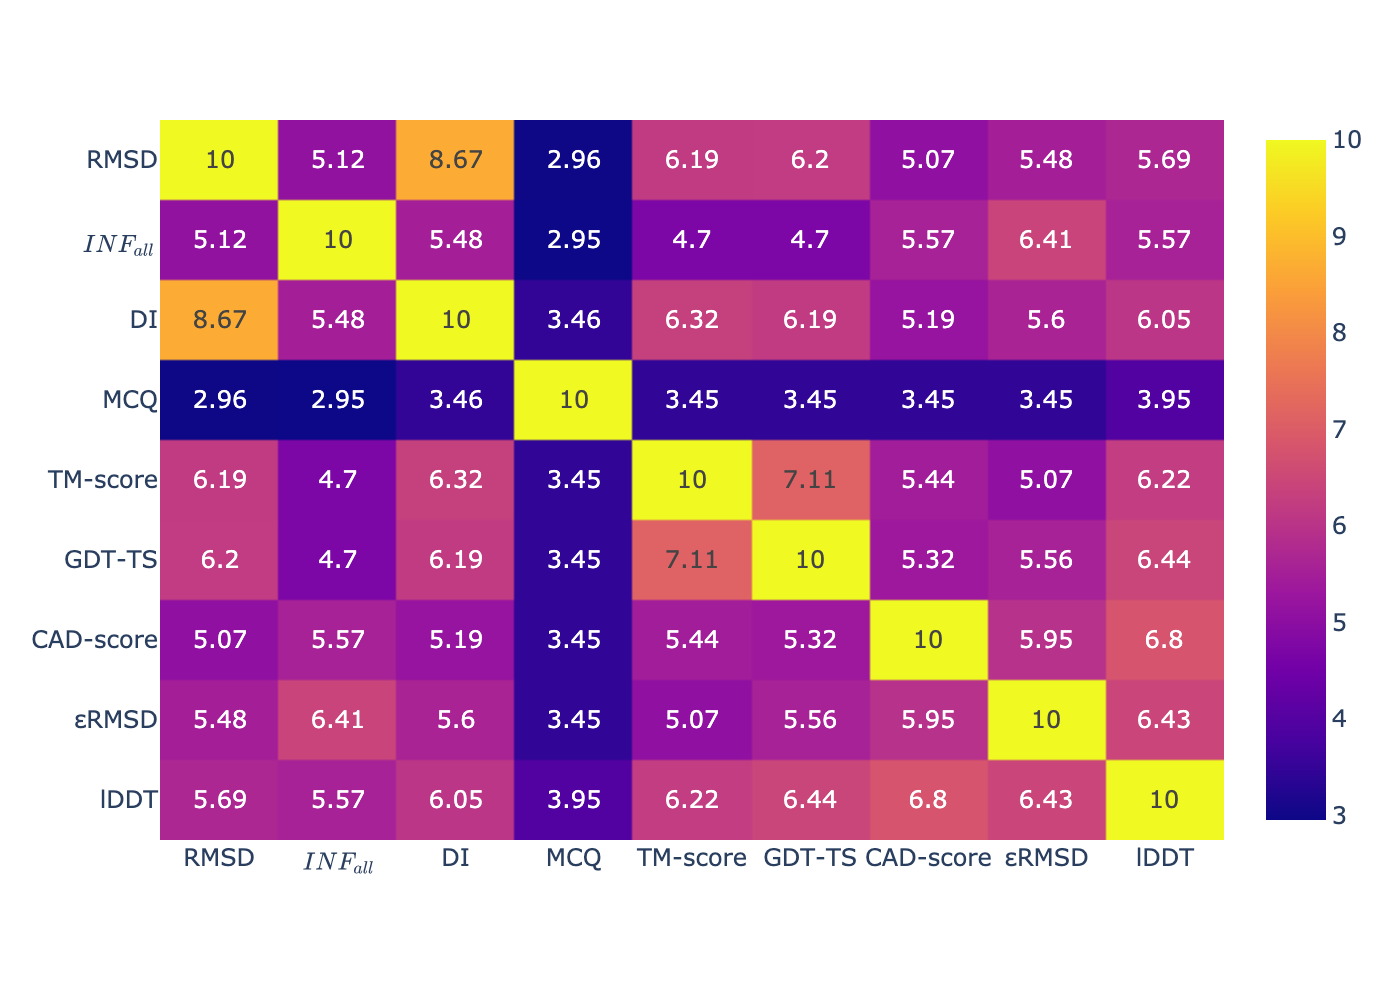 RMSD 10 5.12 8.67 2.96 6.19 6.2 5.07 5.48 5.69
INF_all 5.12 10 5.48 2.95 4.7 4.7 5.57 6.41 5.57
DI 8.67 5.48 10 3.46 6.32 6.19 5.19 5.6 6.05
MCQ 2.96 2.95 3.46 10 3.45 3.45 3.45 3.45 3.95
TM-score 6.19 4.7 6.32 3.45 10 7.11 5.44 5.07 6.22
GDT-TS 6.2 4.7 6.19 3.45 7.11 10 5.32 5.56 6.44
CAD-score 5.07 5.57 5.19 3.45 5.44 5.32 10 5.95 6.8
εRMSD 5.48 6.41 5.6 3.45 5.07 5.56 5.95 10 6.43
lDDT 5.69 5.57 6.05 3.95 6.22 6.44 6.8 6.43 10
RMSD INF_all DI MCQ TM-score GDT-TS CAD-score εRMSD lDDT
10
9
8
7
6
5
4
3